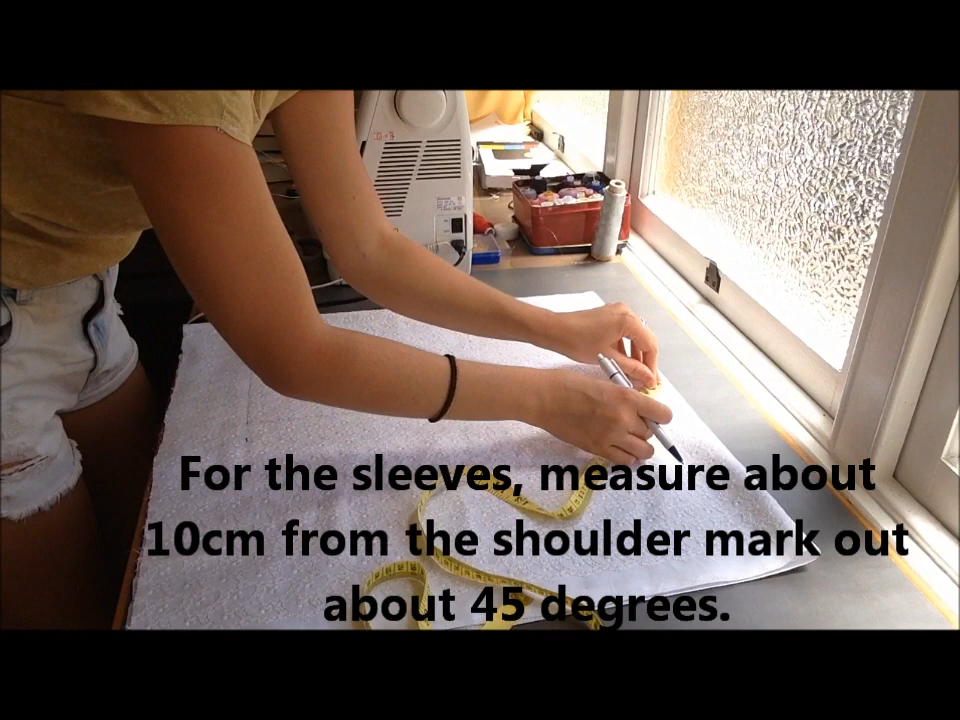 For the sleeves, measure about
10cm from the shoulder mark out
about 45 degrees.